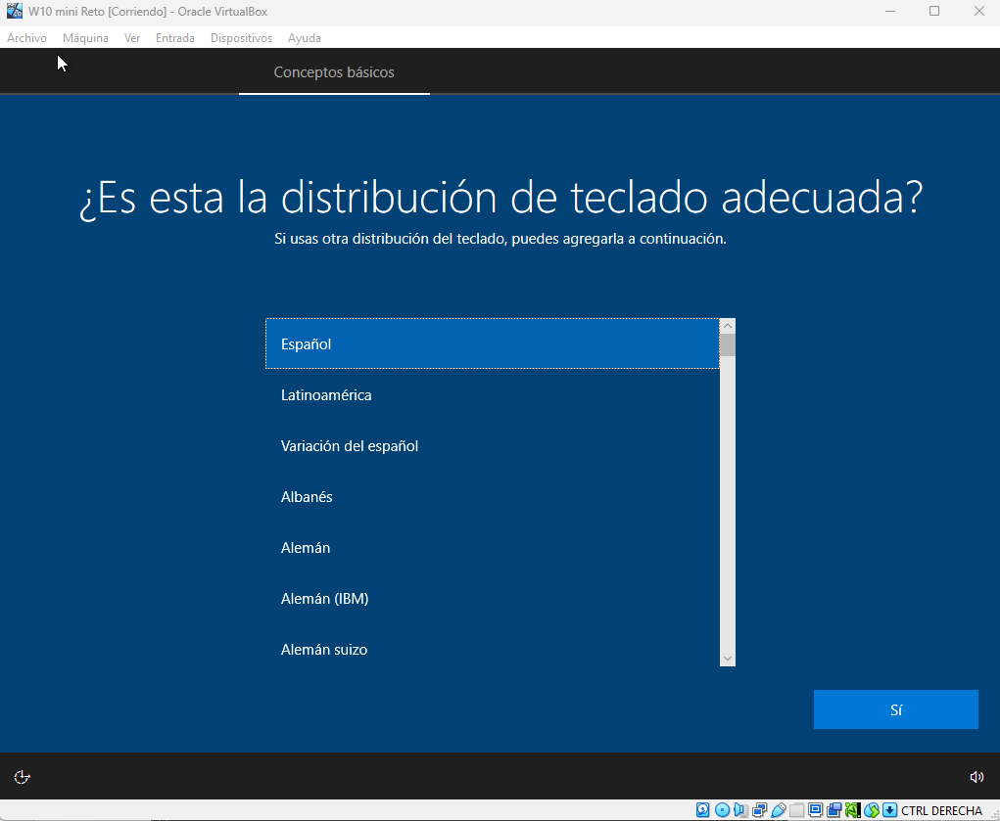 W10 mini Reto [Corriendo] - Oracle VirtualBox
Archivo Máquina Ver Entrada Dispositivos Ayuda
Conceptos básicos
¿Es esta la distribución de teclado adecuada?
Si usas otra distribución del teclado, puedes agregarla a continuación.
Español
Latinoamérica
Variación del español
Albanés
Alemán
Alemán (IBM)
Alemán suizo
Sí
CTRL DERECHA